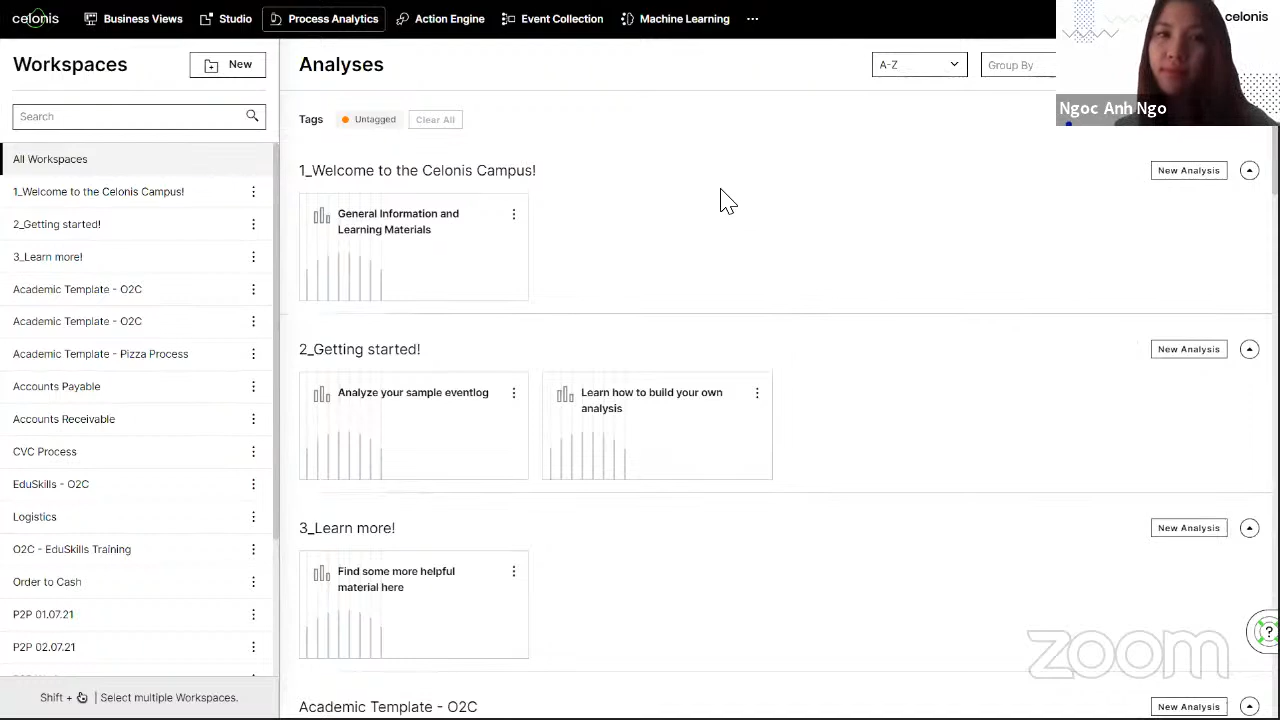 celonis
Business Views
Studio
Process Analytics
Action Engine
Event Collection
Machine Learning
celonis
Ngoc Anh Ngo
Workspaces
New
Search
All Workspaces
1_Welcome to the Celonis Campus!
2_Getting started!
3_Learn more!
Academic Template - O2C
Academic Template - O2C
Academic Template - Pizza Process
Accounts Payable
Accounts Receivable
CVC Process
EduSkills - O2C
Logistics
O2C - EduSkills Training
Order to Cash
P2P 01.07.21
P2P 02.07.21
Shift + | Select multiple Workspaces.
Analyses
A-Z
Group By
Tags
Untagged
Clear All
1_Welcome to the Celonis Campus!
New Analysis
General Information and
Learning Materials
2_Getting started!
New Analysis
Analyze your sample eventlog
Learn how to build your own
analysis
3_Learn more!
New Analysis
Find some more helpful
material here
Academic Template - O2C
New Analysis
?
zoom